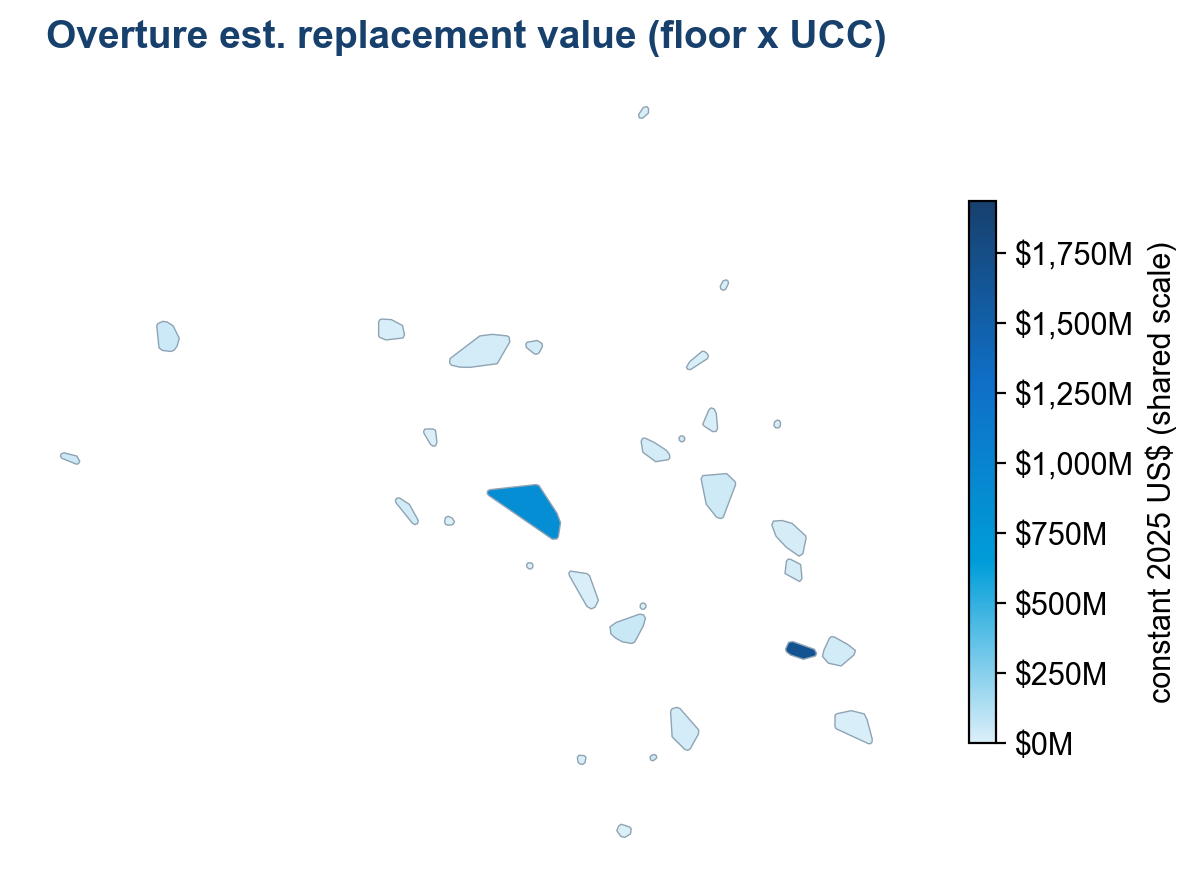 Overture est. replacement value (floor x UCC)
$1,750M
$1,500M
$1,250M
$1,000M
$750M
$500M
$250M
$0M
constant 2025 US$ (shared scale)